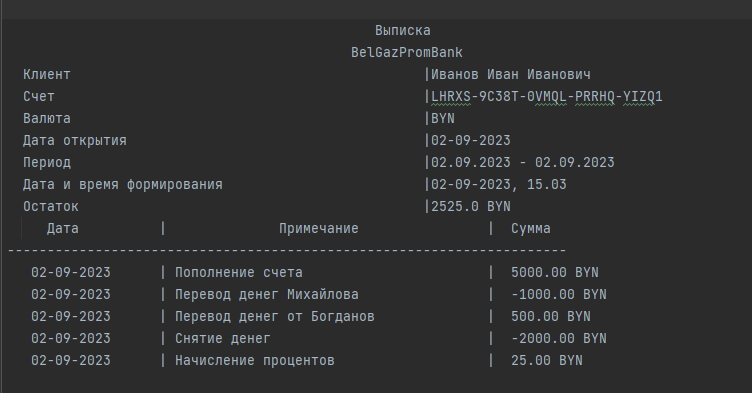 Выписка
BelGazPromBank
Клиент |Иванов Иван Иванович
Счет |LHRXS-9C38T-0VMQL-PRRHQ-YIZQ1
Валюта |BYN
Дата открытия |02-09-2023
Период |02.09.2023 - 02.09.2023
Дата и время формирования |02-09-2023, 15.03
Остаток |2525.0 BYN
Дата | Примечание | Сумма
----------------------------------------------------------------------
02-09-2023 | Пополнение счета | 5000.00 BYN
02-09-2023 | Перевод денег Михайлова | -1000.00 BYN
02-09-2023 | Перевод денег от Богданов | 500.00 BYN
02-09-2023 | Снятие денег | -2000.00 BYN
02-09-2023 | Начисление процентов | 25.00 BYN